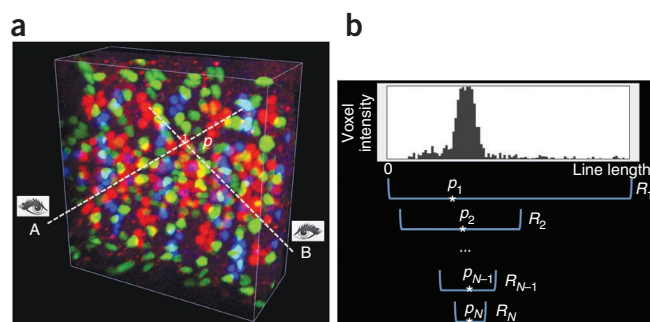 a
b
p
A
B
Voxel
intensity
0
Line length
p1
R1
p2
R2
...
pN–1
RN–1
pN
RN